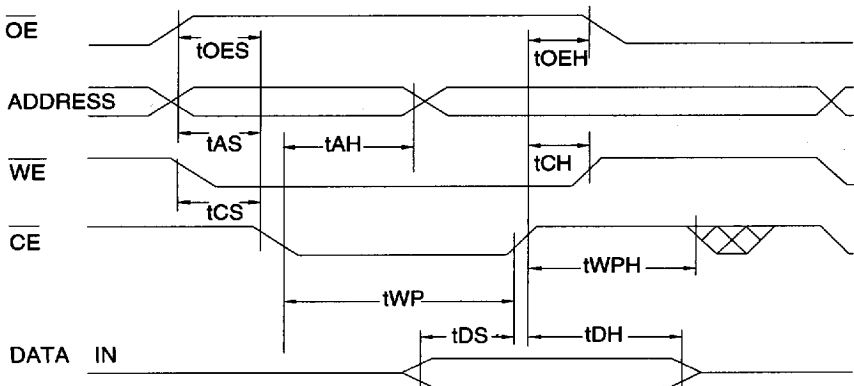 OE
tOES
tOEH
ADDRESS
tAS
tAH
tCH
WE
tCS
CE
tWPH
tWP
tDS
tDH
DATA IN